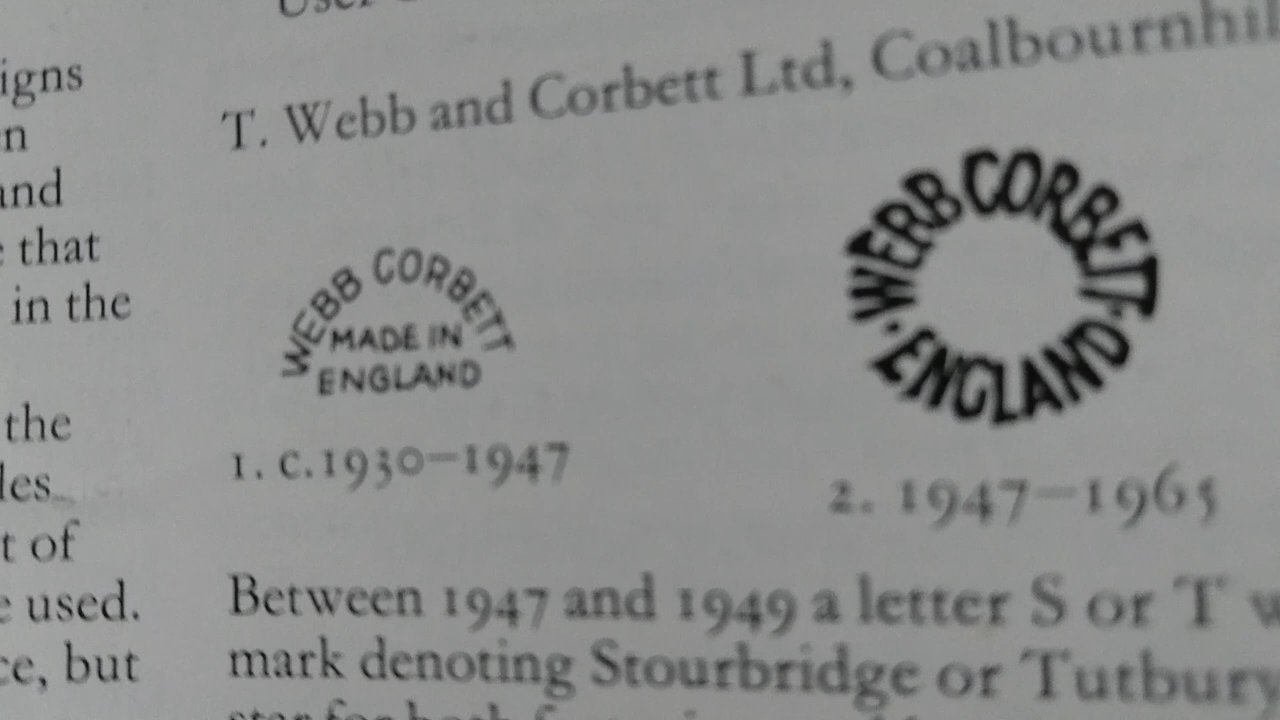 igns
n
and
that
in the
the
les
t of
used.
ce, but
User
T. Webb and Corbett Ltd, Coalbournhil
WEBB CORBETT
MADE IN
ENGLAND
1. c.1930–1947
WEBB CORBETT
· ENGLAND ·
2. 1947–1965
Between 1947 and 1949 a letter S or T w
mark denoting Stourbridge or Tutbury